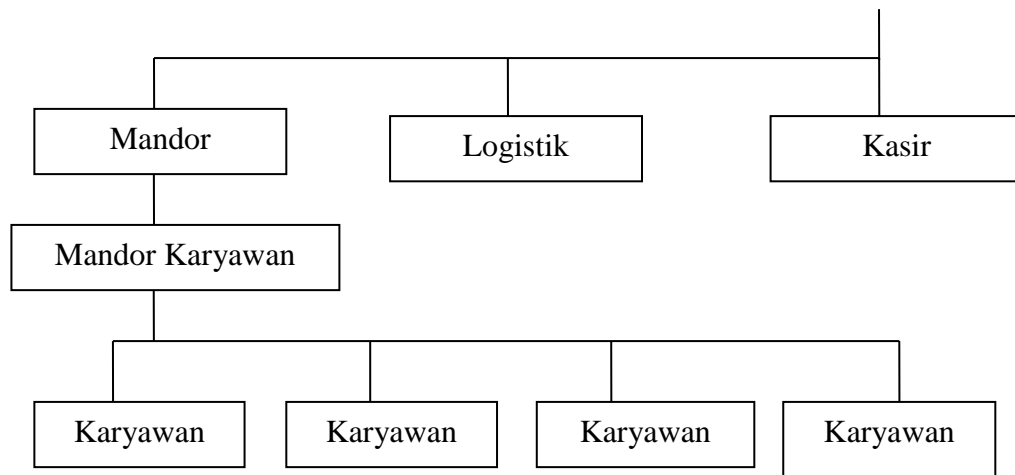 Mandor
Logistik
Kasir
Mandor Karyawan
Karyawan
Karyawan
Karyawan
Karyawan